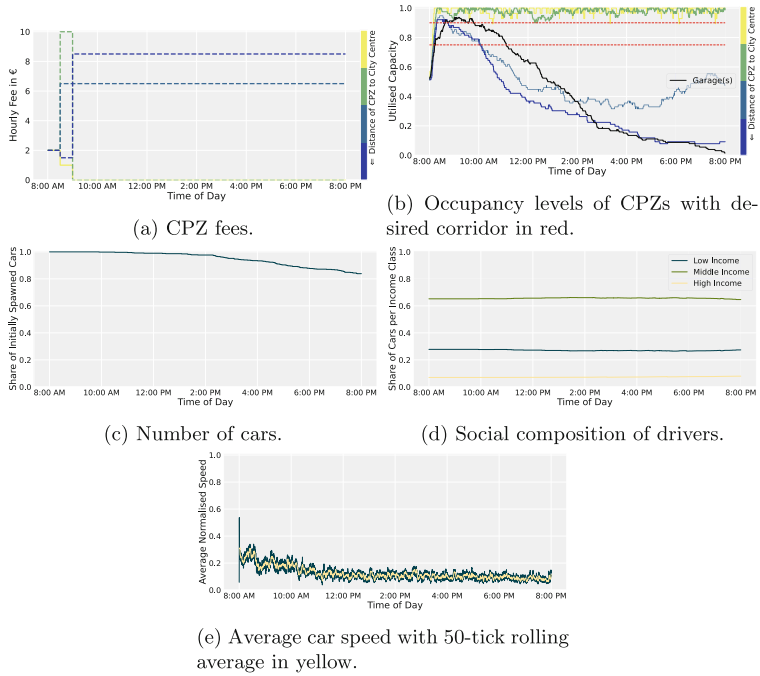 10
8
6
4
2
0
Hourly Fee in €
8:00 AM 10:00 AM 12:00 PM 2:00 PM 4:00 PM 6:00 PM 8:00 PM
Time of Day
⇐ Distance of CPZ to City Centre
(a) CPZ fees.
1.0
0.8
0.6
0.4
0.2
0.0
Utilised Capacity
Garage(s)
8:00 AM 10:00 AM 12:00 PM 2:00 PM 4:00 PM 6:00 PM 8:00 PM
Time of Day
⇐ Distance of CPZ to City Centre
(b) Occupancy levels of CPZs with de-
sired corridor in red.
1.0
0.8
0.6
0.4
0.2
0.0
Share of Initially Spawned Cars
8:00 AM 10:00 AM 12:00 PM 2:00 PM 4:00 PM 6:00 PM 8:00 PM
Time of Day
(c) Number of cars.
1.0
0.8
0.6
0.4
0.2
0.0
Share of Cars per Income Class
Low Income
Middle Income
High Income
8:00 AM 10:00 AM 12:00 PM 2:00 PM 4:00 PM 6:00 PM 8:00 PM
Time of Day
(d) Social composition of drivers.
1.0
0.8
0.6
0.4
0.2
0.0
Average Normalised Speed
8:00 AM 10:00 AM 12:00 PM 2:00 PM 4:00 PM 6:00 PM 8:00 PM
Time of Day
(e) Average car speed with 50-tick rolling
average in yellow.